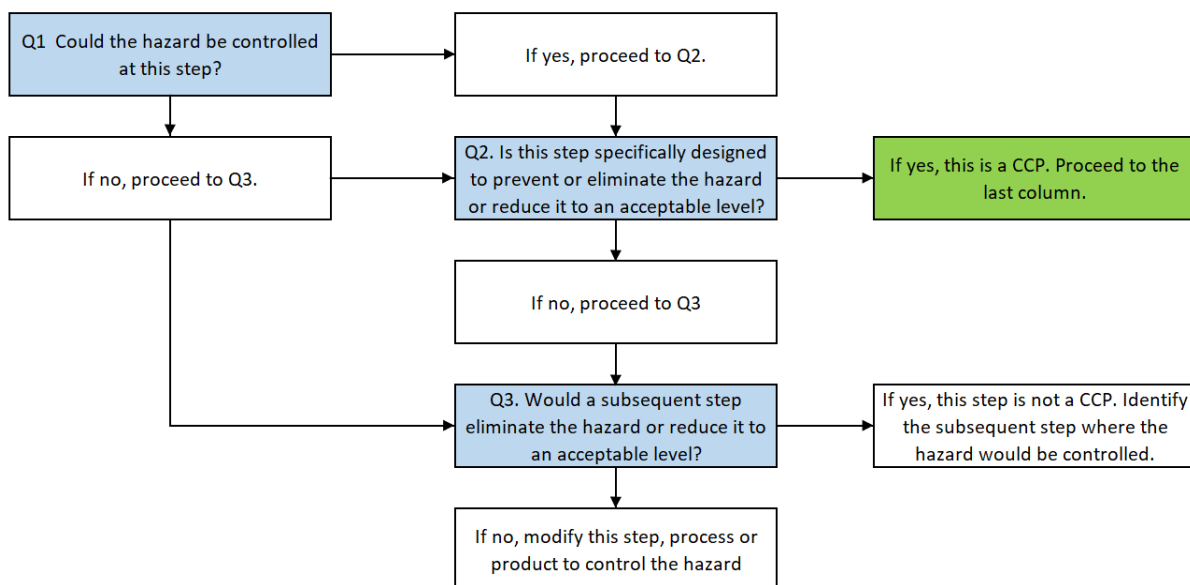 Q1  Could the hazard be controlled
at this step?
If yes, proceed to Q2.
If no, proceed to Q3.
Q2. Is this step specifically designed
to prevent or eliminate the hazard
or reduce it to an acceptable level?
If yes, this is a CCP. Proceed to the
last column.
If no, proceed to Q3
Q3. Would a subsequent step
eliminate the hazard or reduce it to
an acceptable level?
If yes, this step is not a CCP. Identify
the subsequent step where the
hazard would be controlled.
If no, modify this step, process or
product to control the hazard